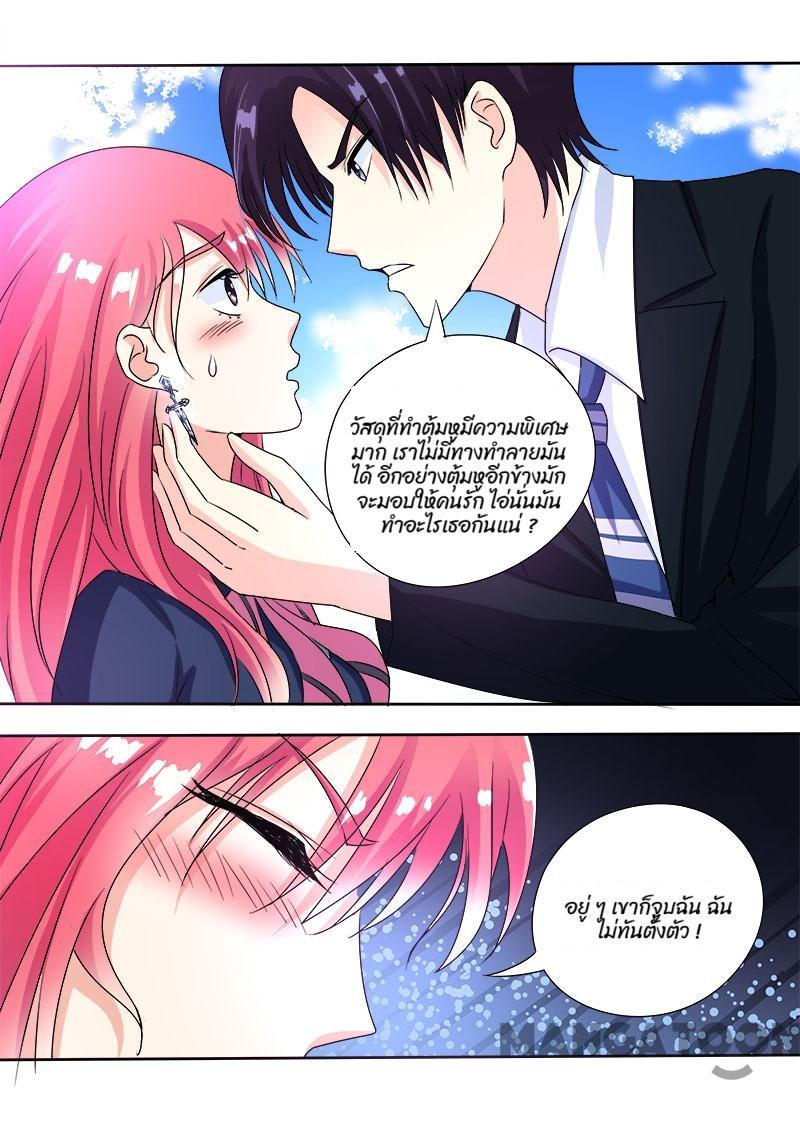 วัสดุที่ทำตุ้มหูมีความพิเศษ
มาก เราไม่มีทางทำลายมัน
ได้ อีกอย่างตุ้มหูอีกข้างมัก
จะมอบให้คนรัก ไอ่นั่นมัน
ทำอะไรเธอกันแน่ ?
อยู่ ๆ เขาก็จูบฉัน ฉัน
ไม่ทันตั้งตัว !
MANGATOON